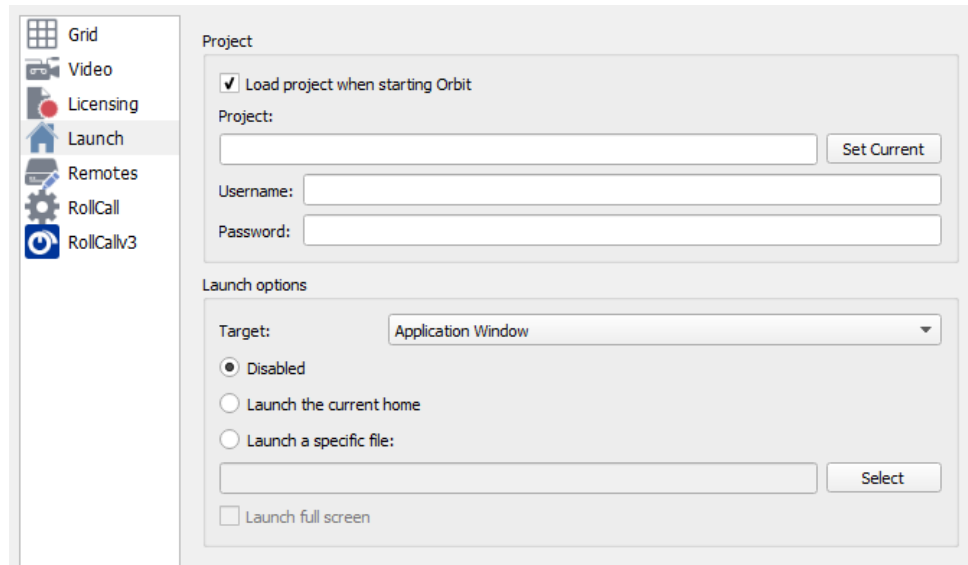 Grid
Video
Licensing
Launch
Remotes
RollCall
RollCallv3
Project
Load project when starting Orbit
Project:
Set Current
Username:
Password:
Launch options
Target: Application Window
Disabled
Launch the current home
Launch a specific file:
Select
Launch full screen